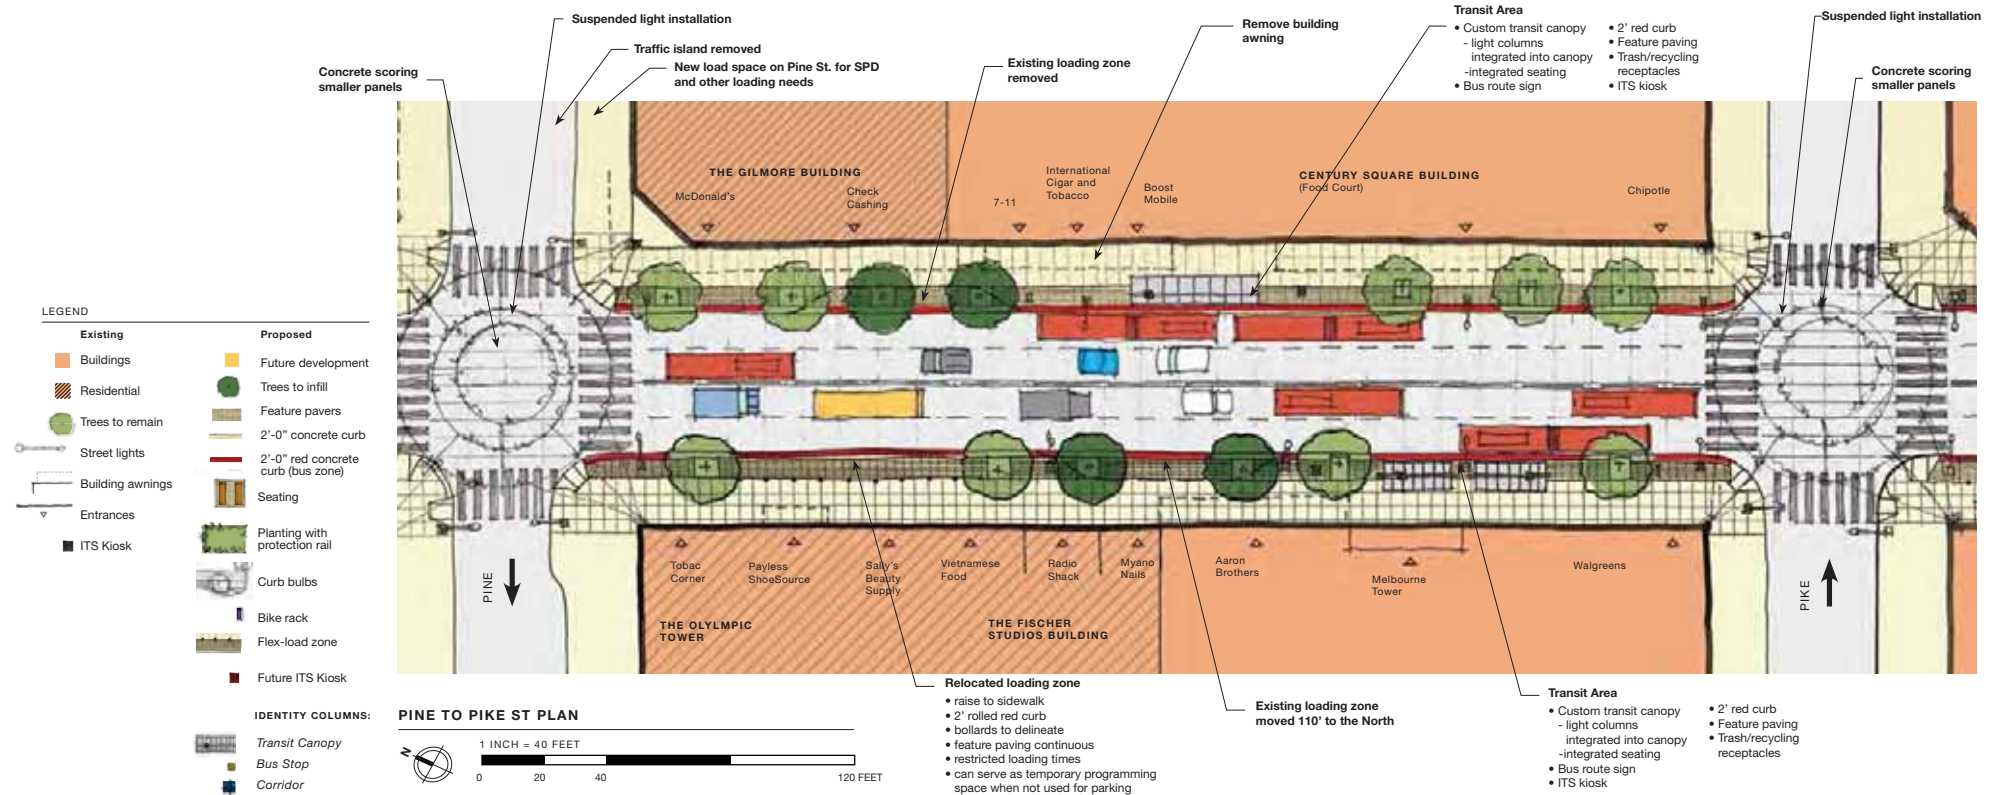 Suspended light installation
Traffic island removed
New load space on Pine St. for SPD
and other loading needs
Concrete scoring
smaller panels
Existing loading zone
removed
Remove building
awning
Transit Area
• Custom transit canopy
- light columns
integrated into canopy
-integrated seating
• Bus route sign
• 2’ red curb
• Feature paving
• Trash/recycling
receptacles
• ITS kiosk
Suspended light installation
Concrete scoring
smaller panels
THE GILMORE BUILDING
McDonald's
Check
Cashing
7-11
International
Cigar and
Tobacco
Boost
Mobile
CENTURY SQUARE BUILDING
(Food Court)
Chipotle
LEGEND
Existing
Buildings
Residential
Trees to remain
Street lights
Building awnings
Entrances
ITS Kiosk
Proposed
Future development
Trees to infill
Feature pavers
2’-0” concrete curb
2’-0” red concrete
curb (bus zone)
Seating
Planting with
protection rail
Curb bulbs
Bike rack
Flex-load zone
Future ITS Kiosk
IDENTITY COLUMNS:
Transit Canopy
Bus Stop
Corridor
PINE
Tobac
Corner
Payless
ShoeSource
Sally's
Beauty
Supply
Vietnamese
Food
Radio
Shack
Myano
Nails
Aaron
Brothers
Melbourne
Tower
Walgreens
THE OLYLMPIC
TOWER
THE FISCHER
STUDIOS BUILDING
PIKE
PINE TO PIKE ST PLAN
N
1 INCH = 40 FEET
0 20 40 120 FEET
Relocated loading zone
• raise to sidewalk
• 2’ rolled red curb
• bollards to delineate
• feature paving continuous
• restricted loading times
• can serve as temporary programming
space when not used for parking
Existing loading zone
moved 110’ to the North
Transit Area
• Custom transit canopy
- light columns
integrated into canopy
-integrated seating
• Bus route sign
• ITS kiosk
• 2’ red curb
• Feature paving
• Trash/recycling
receptacles